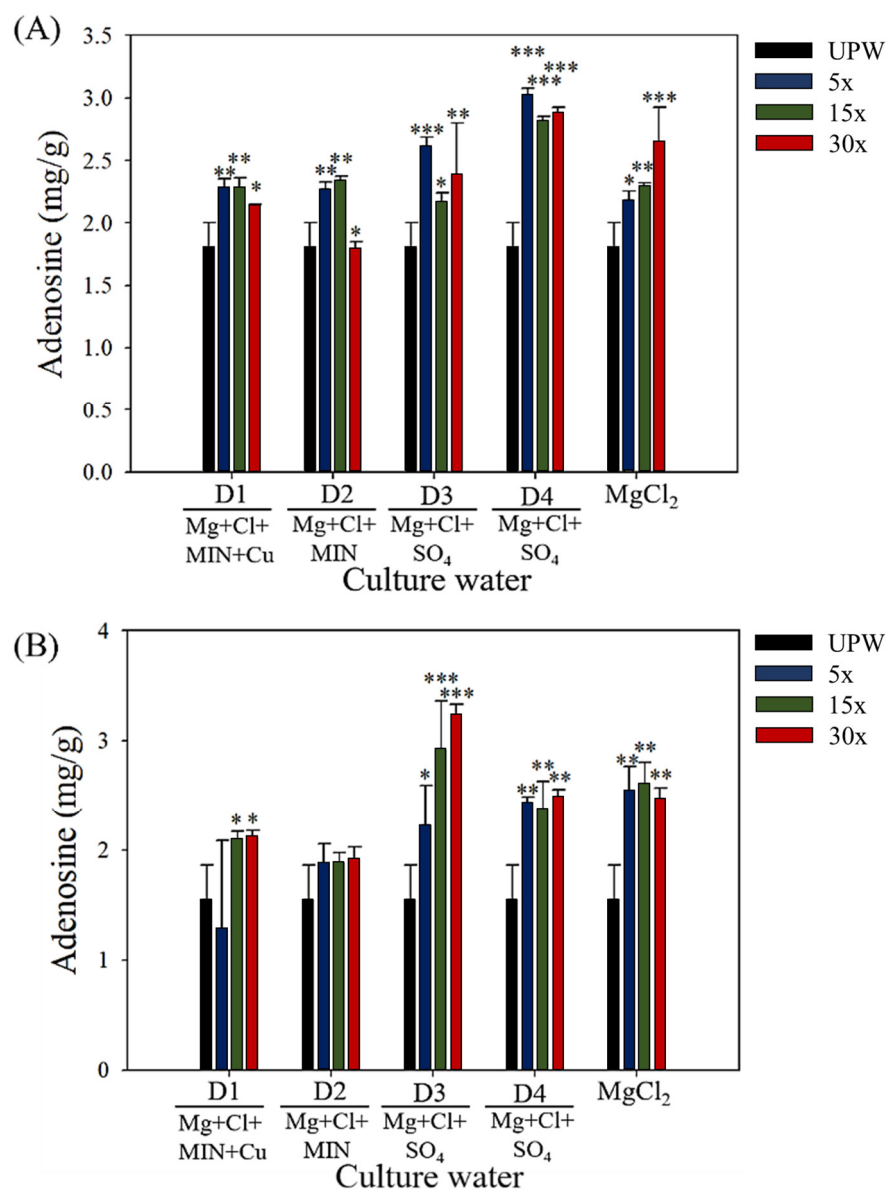 (A)
3.5
3.0
2.5
2.0
1.5
1.0
0.5
0.0
Adenosine (mg/g)
** ** *
** ** *
*** * **
*** *** ***
* ** ***
UPW
5x
15x
30x
D1 D2 D3 D4 MgCl₂
Mg+Cl+ Mg+Cl+ Mg+Cl+ Mg+Cl+
MIN+Cu MIN SO₄ SO₄
Culture water
(B)
4
3
2
1
0
Adenosine (mg/g)
* *
* *** ***
** ** **
** ** **
UPW
5x
15x
30x
D1 D2 D3 D4 MgCl₂
Mg+Cl+ Mg+Cl+ Mg+Cl+ Mg+Cl+
MIN+Cu MIN SO₄ SO₄
Culture water